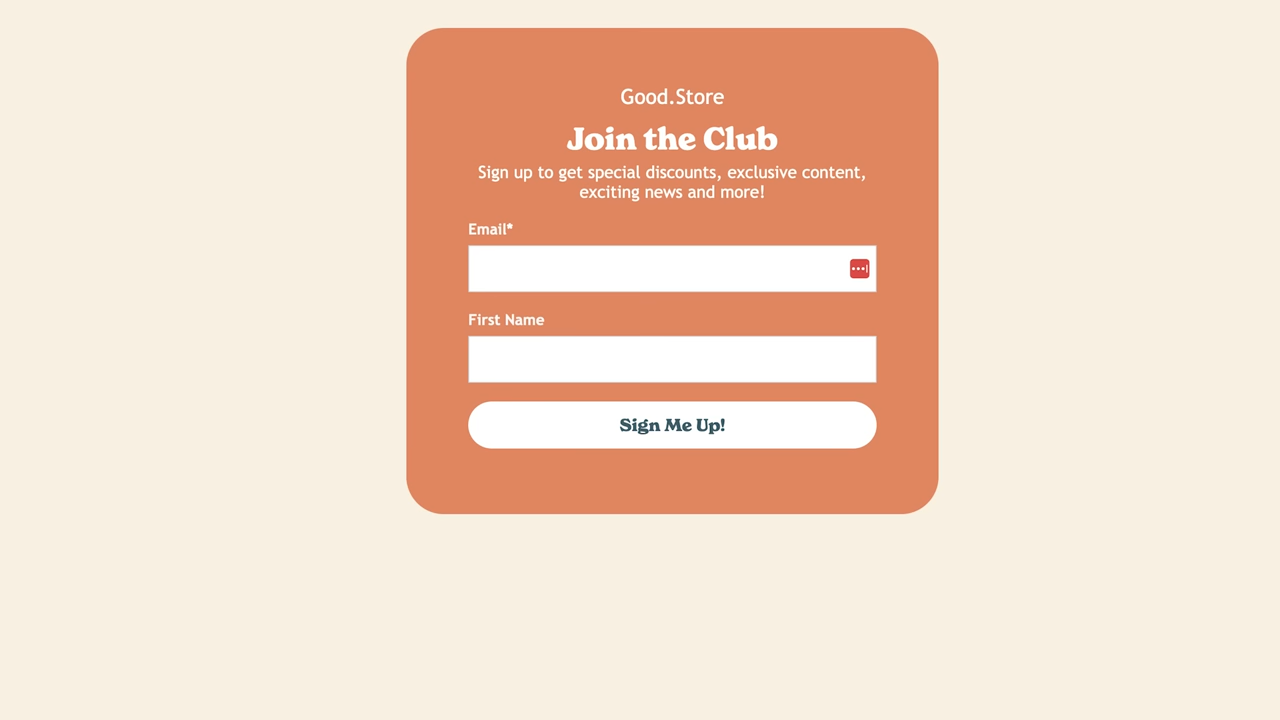 Good.Store
Join the Club
Sign up to get special discounts, exclusive content,
exciting news and more!
Email*
First Name
Sign Me Up!